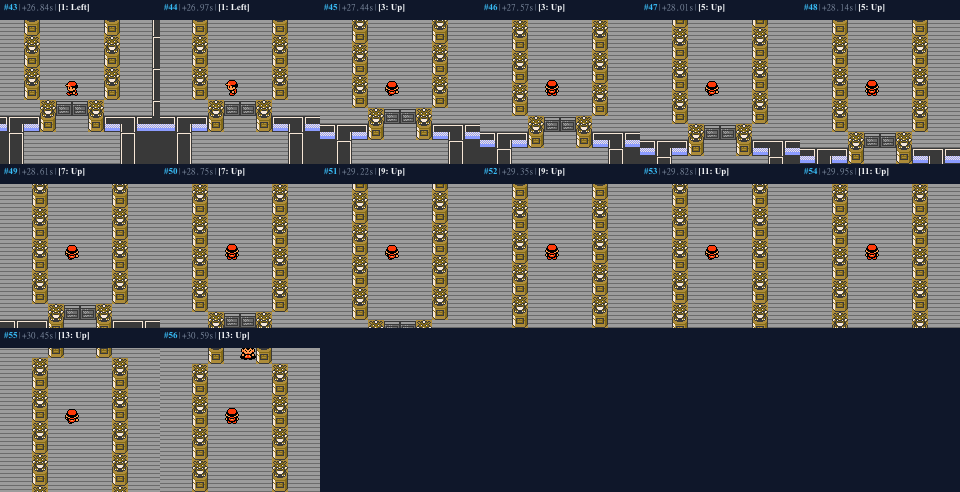 #43|+26.84s|[1: Left]
#44|+26.97s|[1: Left]
#45|+27.44s|[3: Up]
#46|+27.57s|[3: Up]
#47|+28.01s|[5: Up]
#48|+28.14s|[5: Up]
#49|+28.61s|[7: Up]
#50|+28.75s|[7: Up]
#51|+29.22s|[9: Up]
#52|+29.35s|[9: Up]
#53|+29.82s|[11: Up]
#54|+29.95s|[11: Up]
#55|+30.45s|[13: Up]
#56|+30.59s|[13: Up]